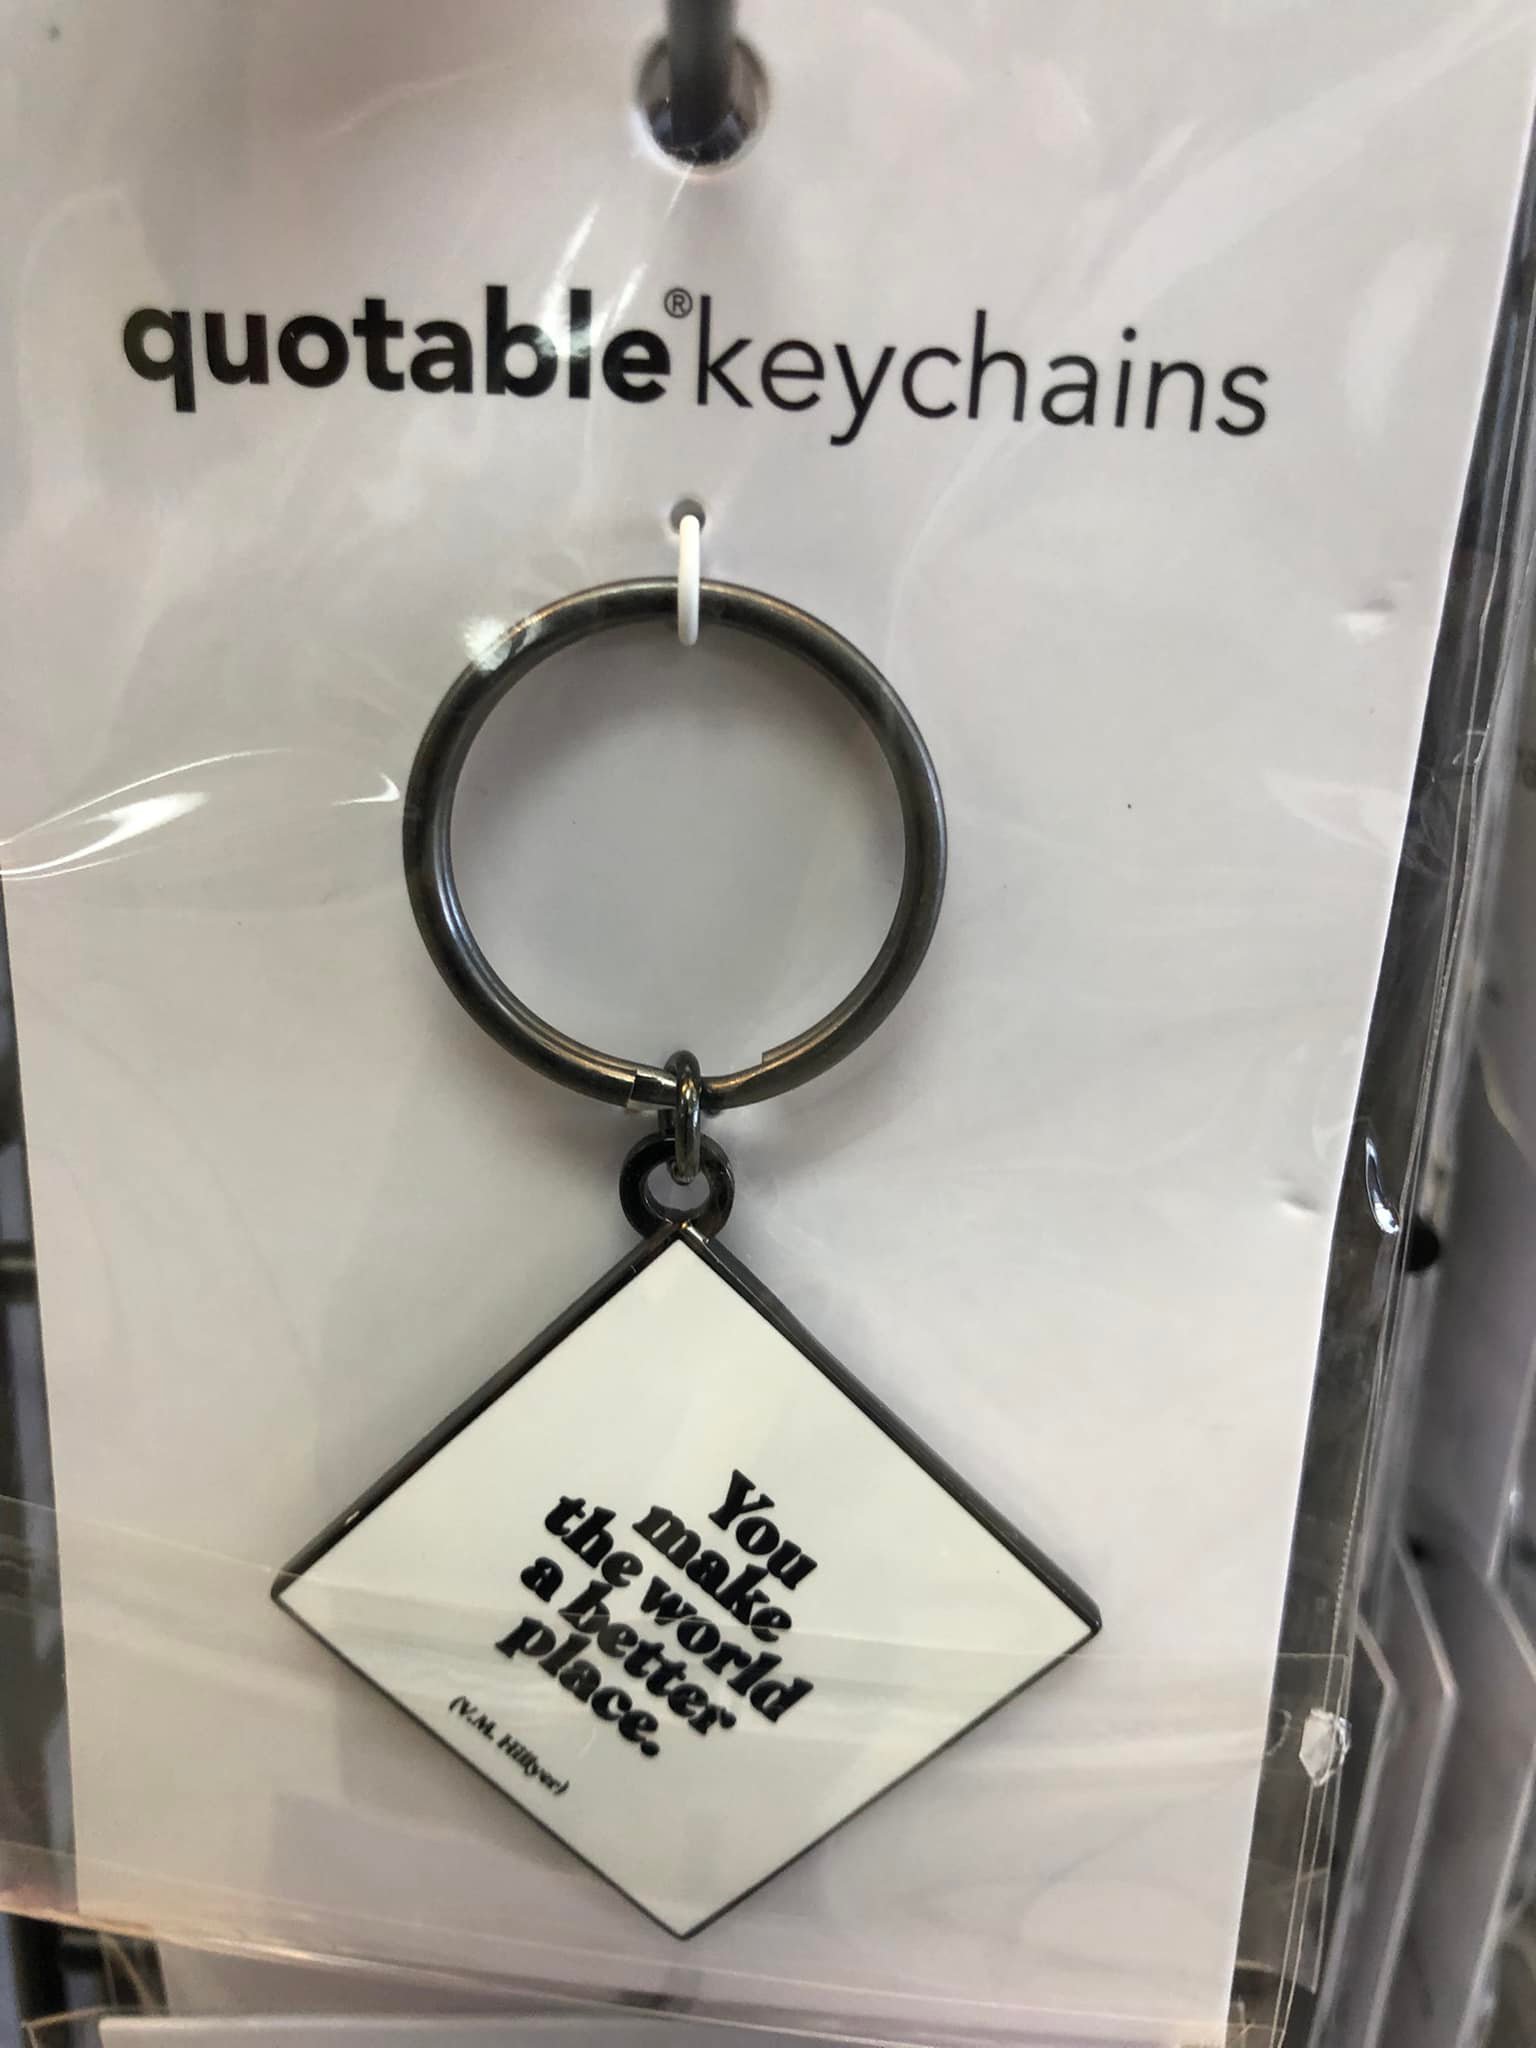 quotable® keychains
You
make
the world
a better
place.
(V.M. Hillyer)